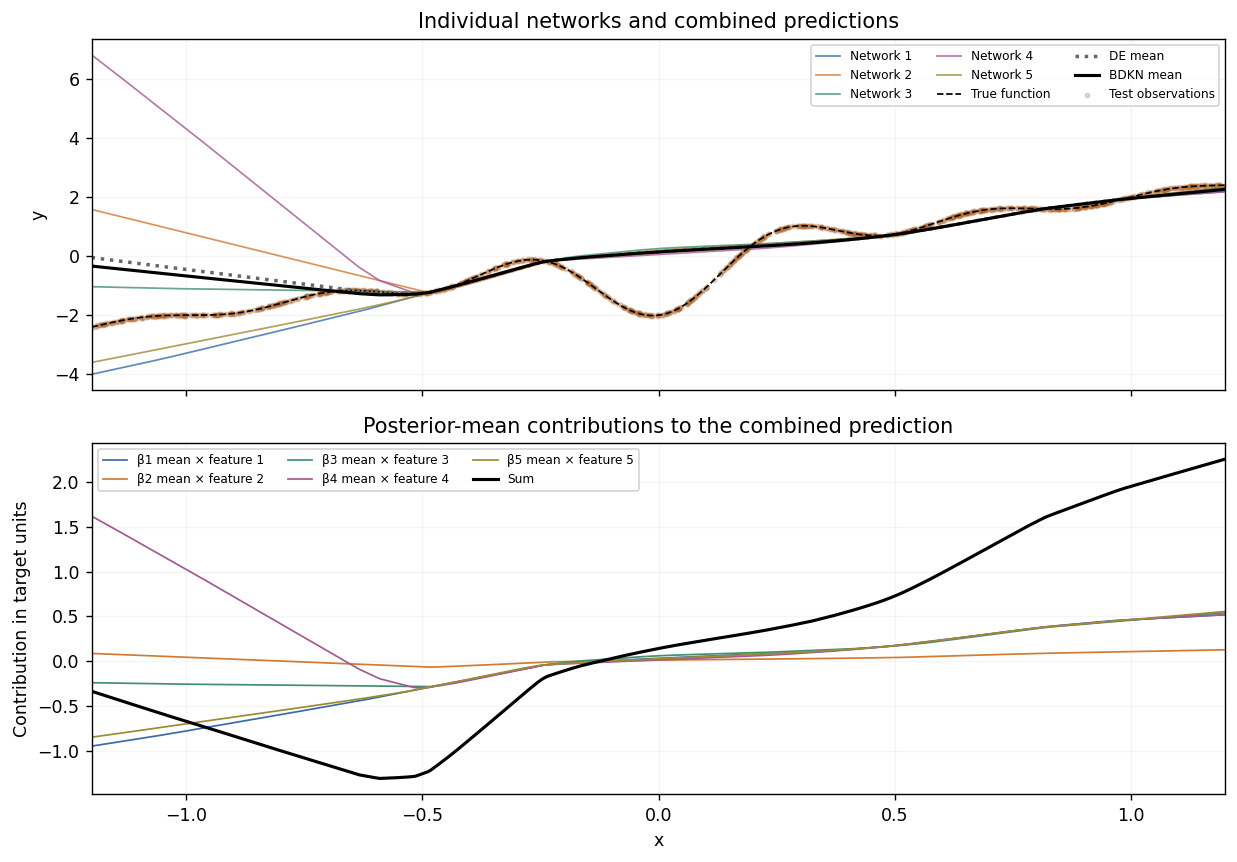 Individual networks and combined predictions
Network 1
Network 2
Network 3
Network 4
Network 5
True function
DE mean
BDKN mean
Test observations
6
4
2
0
−2
−4
y
Posterior-mean contributions to the combined prediction
β1 mean × feature 1
β2 mean × feature 2
β3 mean × feature 3
β4 mean × feature 4
β5 mean × feature 5
Sum
2.0
1.5
1.0
0.5
0.0
−0.5
−1.0
Contribution in target units
−1.0
−0.5
0.0
0.5
1.0
x